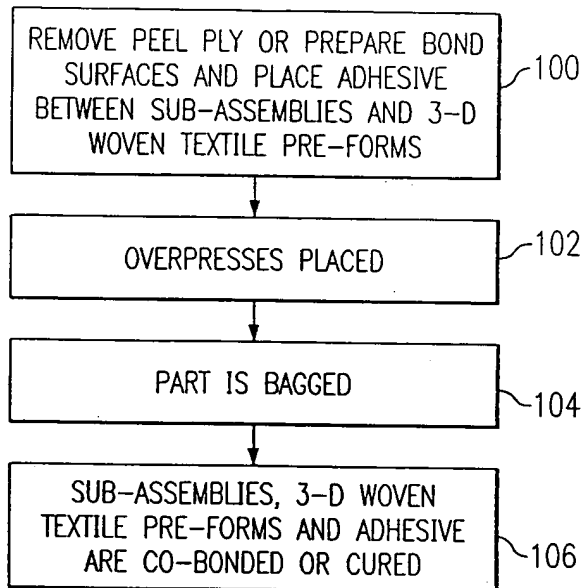 REMOVE PEEL PLY OR PREPARE BOND
SURFACES AND PLACE ADHESIVE
BETWEEN SUB-ASSEMBLIES AND 3-D
WOVEN TEXTILE PRE-FORMS
100
OVERPRESSES PLACED
102
PART IS BAGGED
104
SUB-ASSEMBLIES, 3-D WOVEN
TEXTILE PRE-FORMS AND ADHESIVE
ARE CO-BONDED OR CURED
106